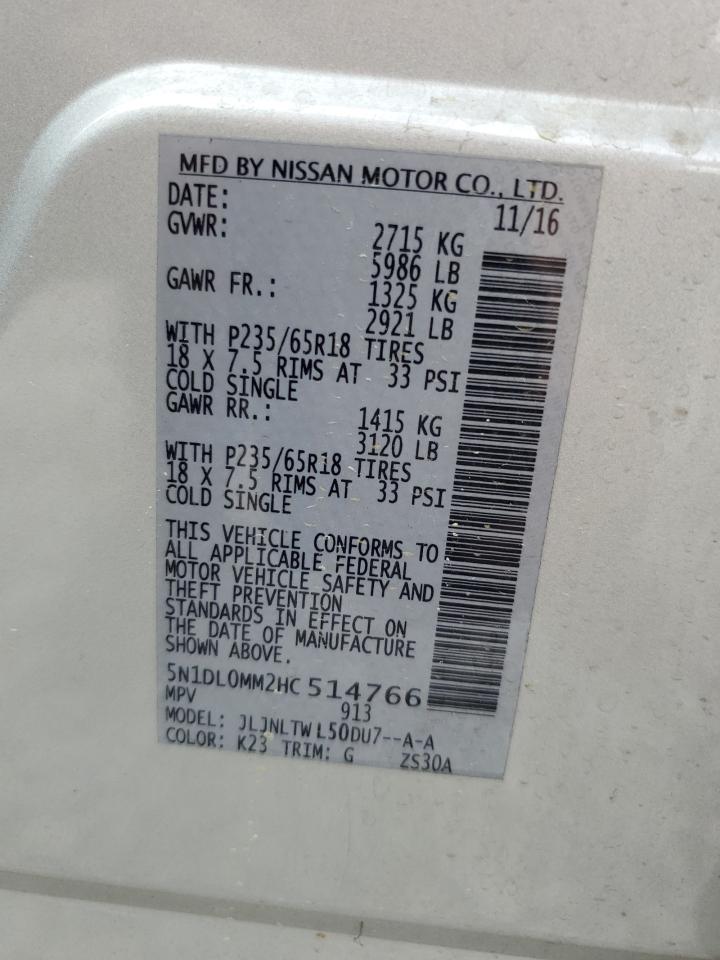 MFD BY NISSAN MOTOR CO., LTD.
DATE: 11/16
GVWR: 2715 KG
5986 LB
GAWR FR.: 1325 KG
2921 LB
WITH P235/65R18 TIRES
18 X 7.5 RIMS AT 33 PSI
COLD SINGLE
GAWR RR.: 1415 KG
3120 LB
WITH P235/65R18 TIRES
18 X 7.5 RIMS AT 33 PSI
COLD SINGLE
THIS VEHICLE CONFORMS TO
ALL APPLICABLE FEDERAL
MOTOR VEHICLE SAFETY AND
THEFT PREVENTION
STANDARDS IN EFFECT ON
THE DATE OF MANUFACTURE
SHOWN ABOVE.
5N1DL0MM2HC 514766
MPV 913
MODEL: JLJNLTW L50DU7--A-A
COLOR: K23 TRIM: G ZS30A